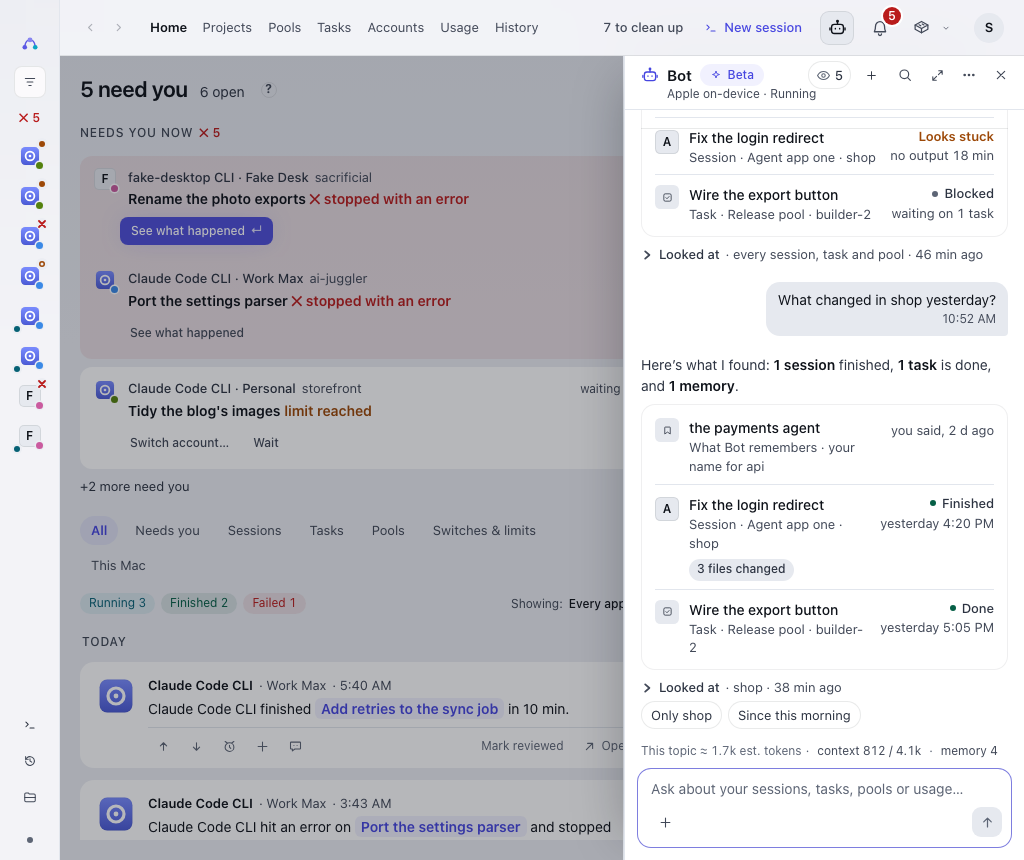 Home Projects Pools Tasks Accounts Usage History 7 to clean up New session 5 S
5
5 need you 6 open ?
NEEDS YOU NOW 5
F
fake-desktop CLI · Fake Desk sacrificial
Rename the photo exports stopped with an error
See what happened
Claude Code CLI · Work Max ai-juggler
Port the settings parser stopped with an error
See what happened
Claude Code CLI · Personal storefront waiting
Tidy the blog's images limit reached
Switch account… Wait
+2 more need you
F
F
All Needs you Sessions Tasks Pools Switches & limits
This Mac
Running 3 Finished 2 Failed 1 Showing: Every app
TODAY
Claude Code CLI · Work Max · 5:40 AM
Claude Code CLI finished Add retries to the sync job in 10 min.
Mark reviewed Ope
Claude Code CLI · Work Max · 3:43 AM
Claude Code CLI hit an error on Port the settings parser and stopped
Bot Beta 5
Apple on-device · Running
A
Fix the login redirect Looks stuck
Session · Agent app one · shop no output 18 min
Wire the export button Blocked
Task · Release pool · builder-2 waiting on 1 task
Looked at · every session, task and pool · 46 min ago
What changed in shop yesterday?
10:52 AM
Here's what I found: 1 session finished, 1 task is done,
and 1 memory.
the payments agent you said, 2 d ago
What Bot remembers · your
name for api
A
Fix the login redirect Finished
Session · Agent app one · yesterday 4:20 PM
shop
3 files changed
Wire the export button Done
Task · Release pool · builder- yesterday 5:05 PM
2
Looked at · shop · 38 min ago
Only shop Since this morning
This topic ≈ 1.7k est. tokens · context 812 / 4.1k · memory 4
Ask about your sessions, tasks, pools or usage…